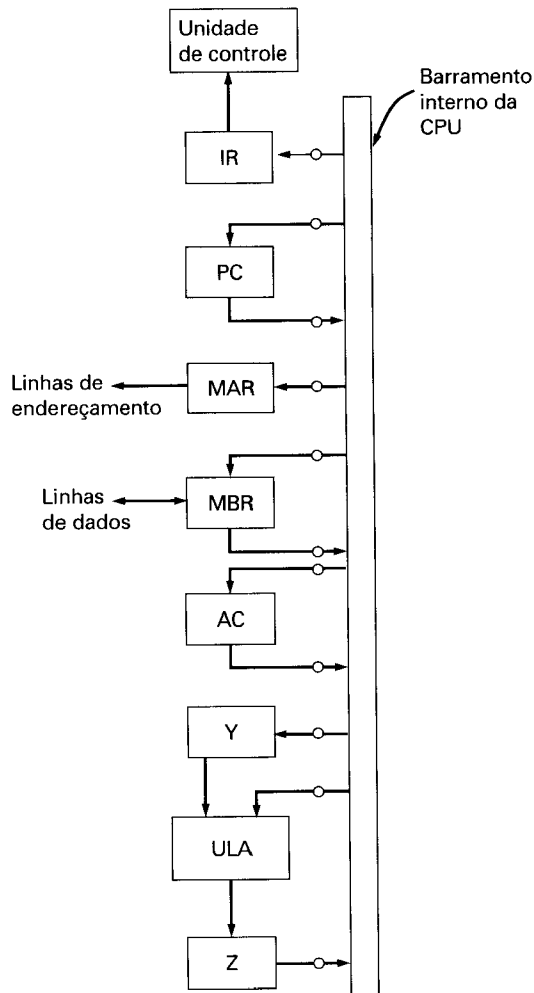 Unidade
de controle
Barramento
interno da
CPU
IR
PC
Linhas de
endereçamento
MAR
Linhas
de dados
MBR
AC
Y
ULA
Z